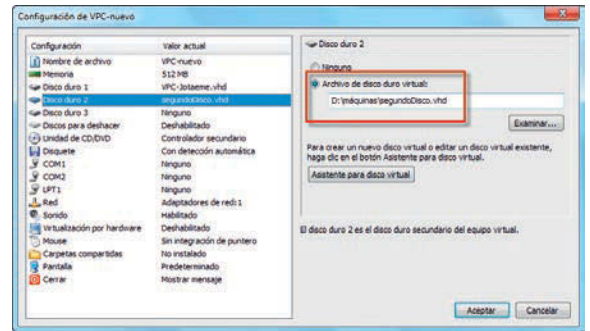 Configuración de VPC-nuevo
Configuración Valor actual
Nombre de archivo VPC-nuevo
Memoria 512 MB
Disco duro 1 VPC-Jotaeme.vhd
Disco duro 2 segundoDisco.vhd
Disco duro 3 Ninguno
Discos para deshacer Deshabilitado
Unidad de CD/DVD Controlador secundario
Disquete Con detección automática
COM1 Ninguno
COM2 Ninguno
LPT1 Ninguno
Red Adaptadores de red: 1
Sonido Habilitado
Virtualización por hardware Deshabilitado
Mouse Sin integración de puntero
Carpetas compartidas No instalado
Pantalla Predeterminado
Cerrar Mostrar mensaje
Disco duro 2
Ninguno
Archivo de disco duro virtual:
D:\máquinas\segundoDisco.vhd
Examinar...
Para crear un nuevo disco virtual o editar un disco virtual existente,
haga clic en el botón Asistente para disco virtual.
Asistente para disco virtual
El disco duro 2 es el disco duro secundario del equipo virtual.
Aceptar Cancelar